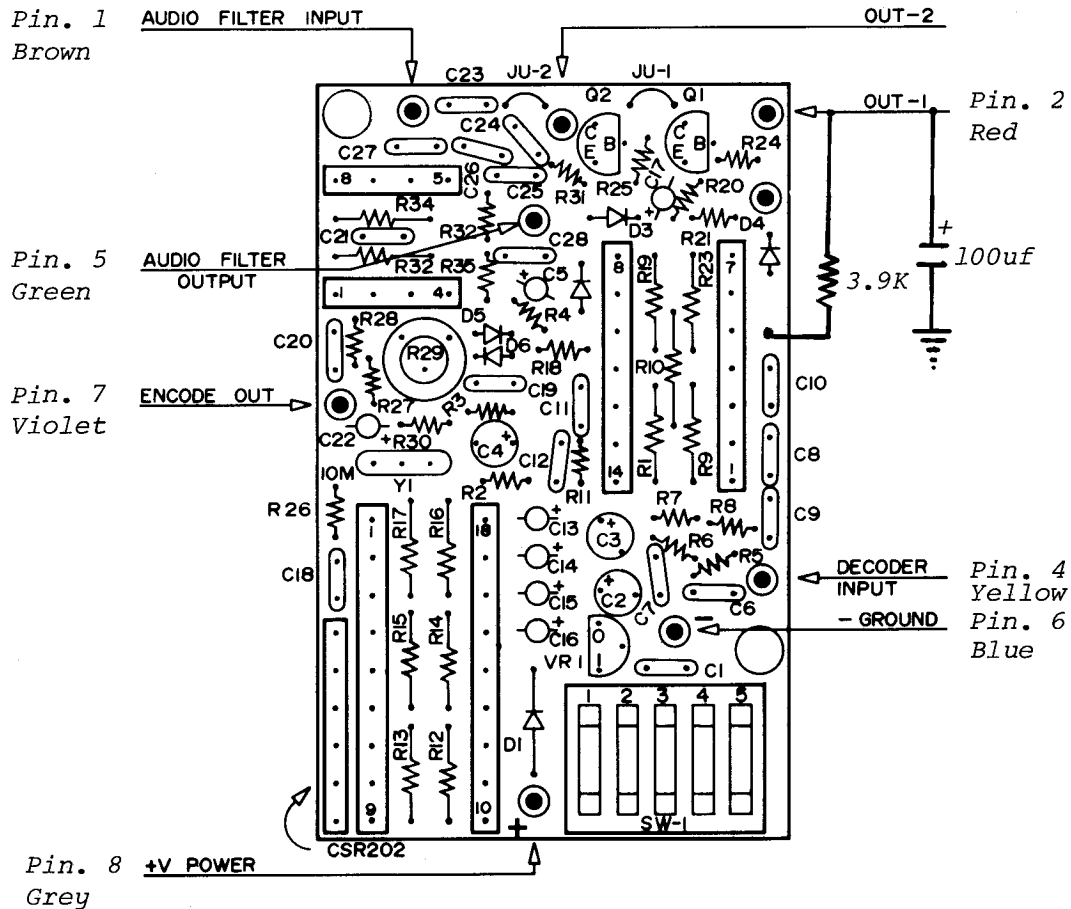 Pin. 1 AUDIO FILTER INPUT
Brown
OUT-2
C23 JU-2 JU-1
Q2 Q1
OUT-1 Pin. 2
Red
C24
C E B
C E B
R24
C27
C26
C25
R31
R25
C17
+
R20
8 5
R34
C21
R32
D3
R21
D4
+
100uf
C28
Pin. 5 AUDIO FILTER
Green OUTPUT
R32 R35
C5
8
R19
R23
7
3.9K
1 4
R28
C20
R29
D5
D6
R4
R18
R10
C10
C19
Pin. 7 ENCODE OUT
Violet
R27
R3
C11
C22
+
R30
+
C4
C12
14
R1
R9
1
C8
10M
Y1
R2
R11
R26
R17
R16
1
18
+
C13
+
C3
R7
R8
C9
R6
R5
C18
+
C14
+
C2
C7
C6
DECODER
INPUT
Pin. 4
Yellow
R15
R14
+
C15
+
C16
O
I
VR1
-
- GROUND Pin. 6
Blue
C1
1 2 3 4 5
R13
R12
D1
9
10
+
SW-1
CSR202
Pin. 8 +V POWER
Grey